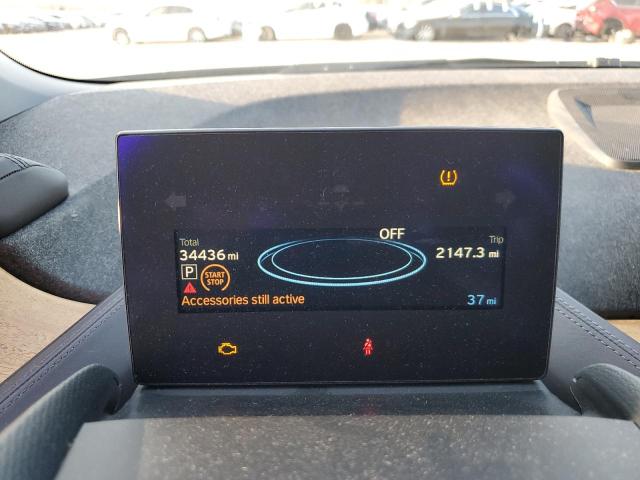 OFF
Total
Trip
34436 mi
2147.3 mi
P
START
STOP
Accessories still active
37 mi